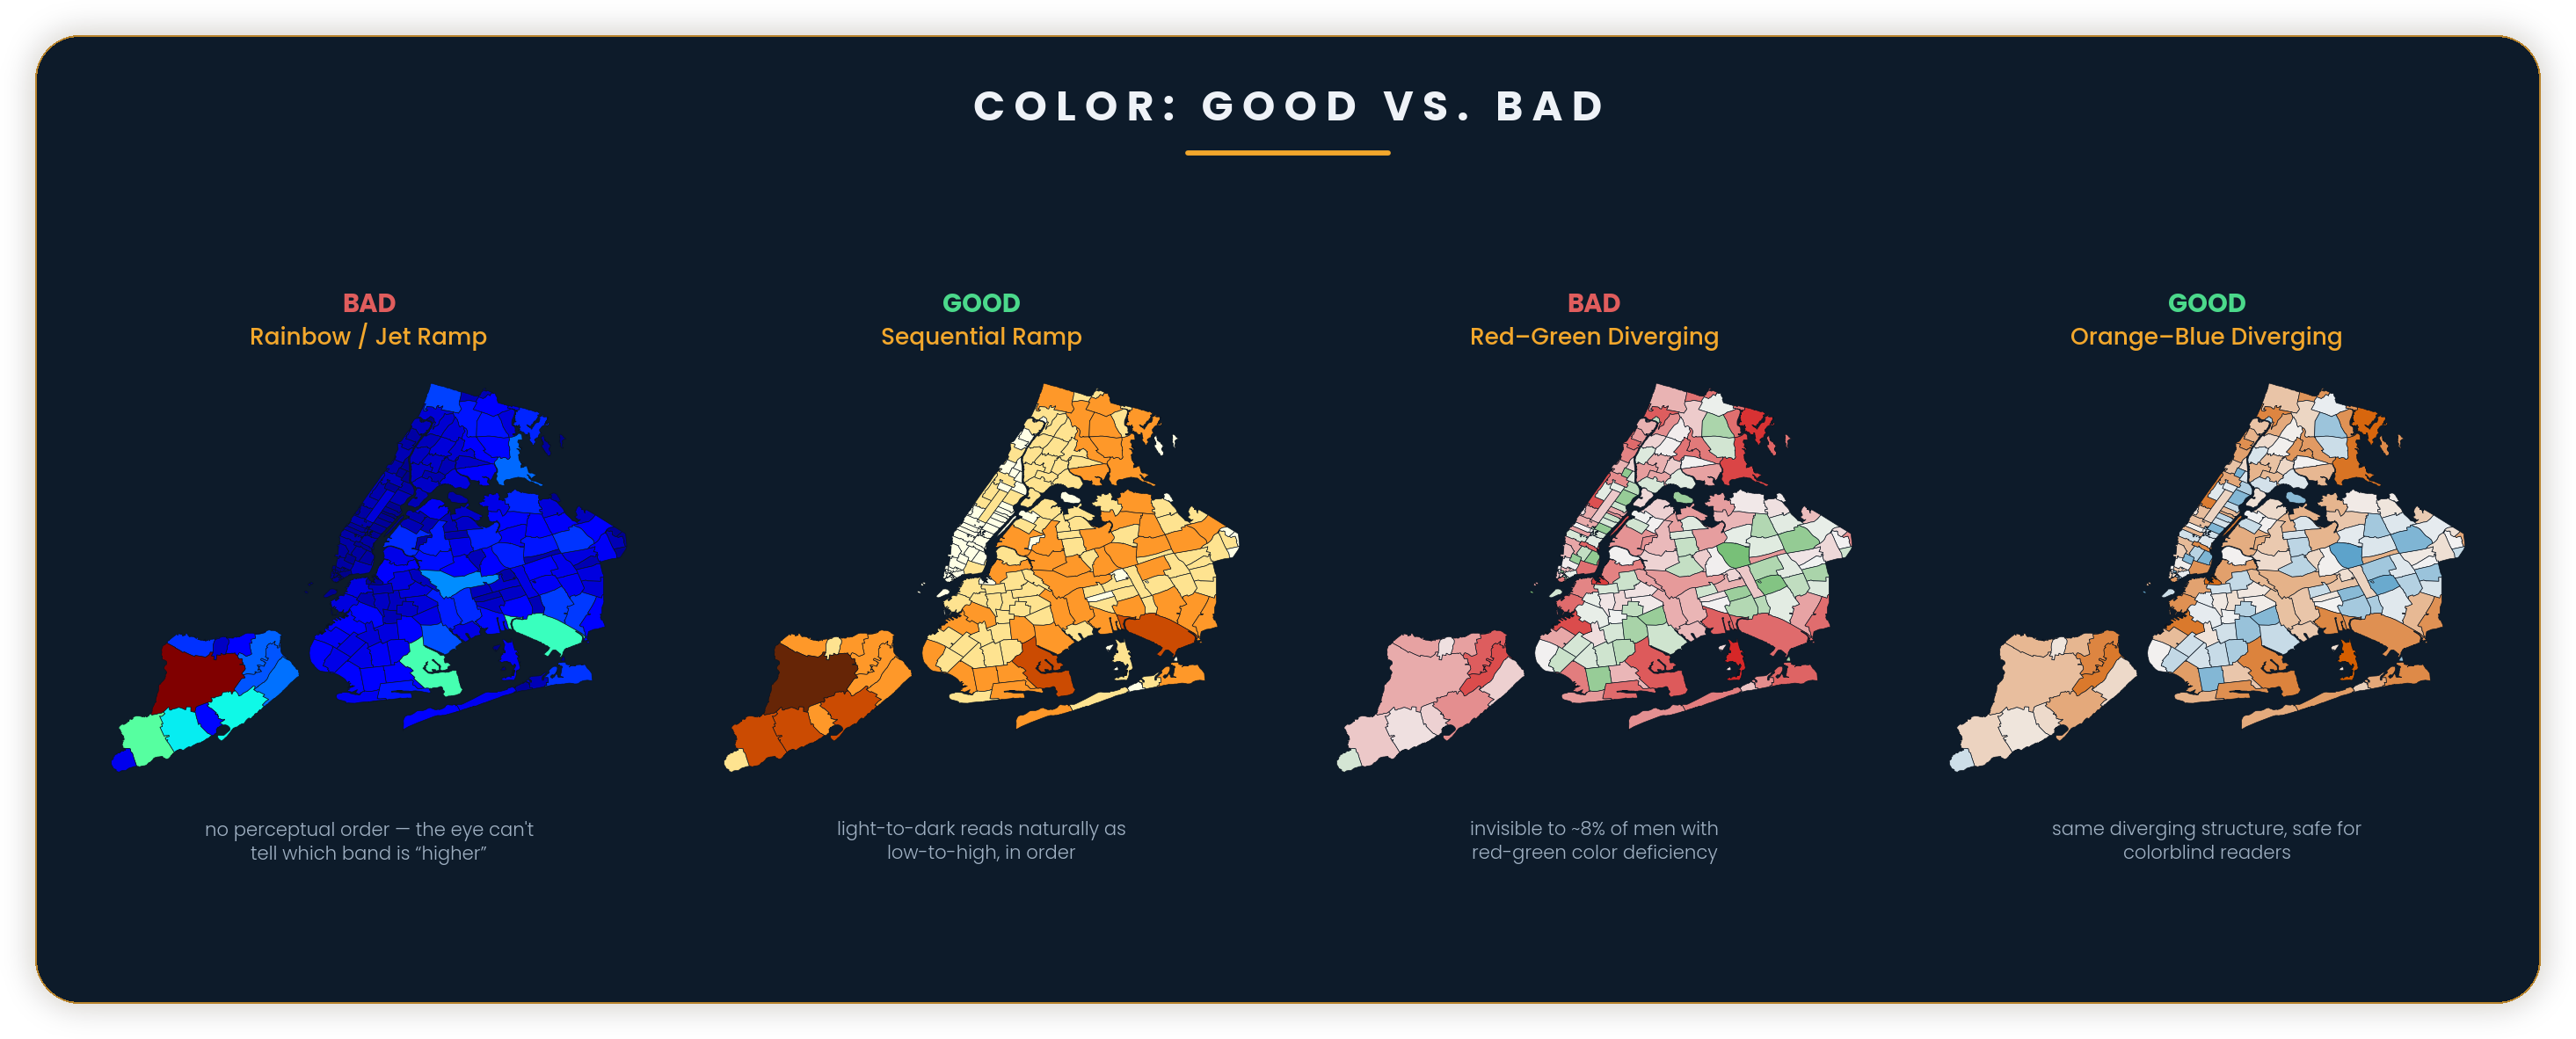 COLOR: GOOD VS. BAD
BAD
Rainbow / Jet Ramp
no perceptual order — the eye can't
tell which band is “higher”
GOOD
Sequential Ramp
light-to-dark reads naturally as
low-to-high, in order
BAD
Red–Green Diverging
invisible to ~8% of men with
red-green color deficiency
GOOD
Orange–Blue Diverging
same diverging structure, safe for
colorblind readers